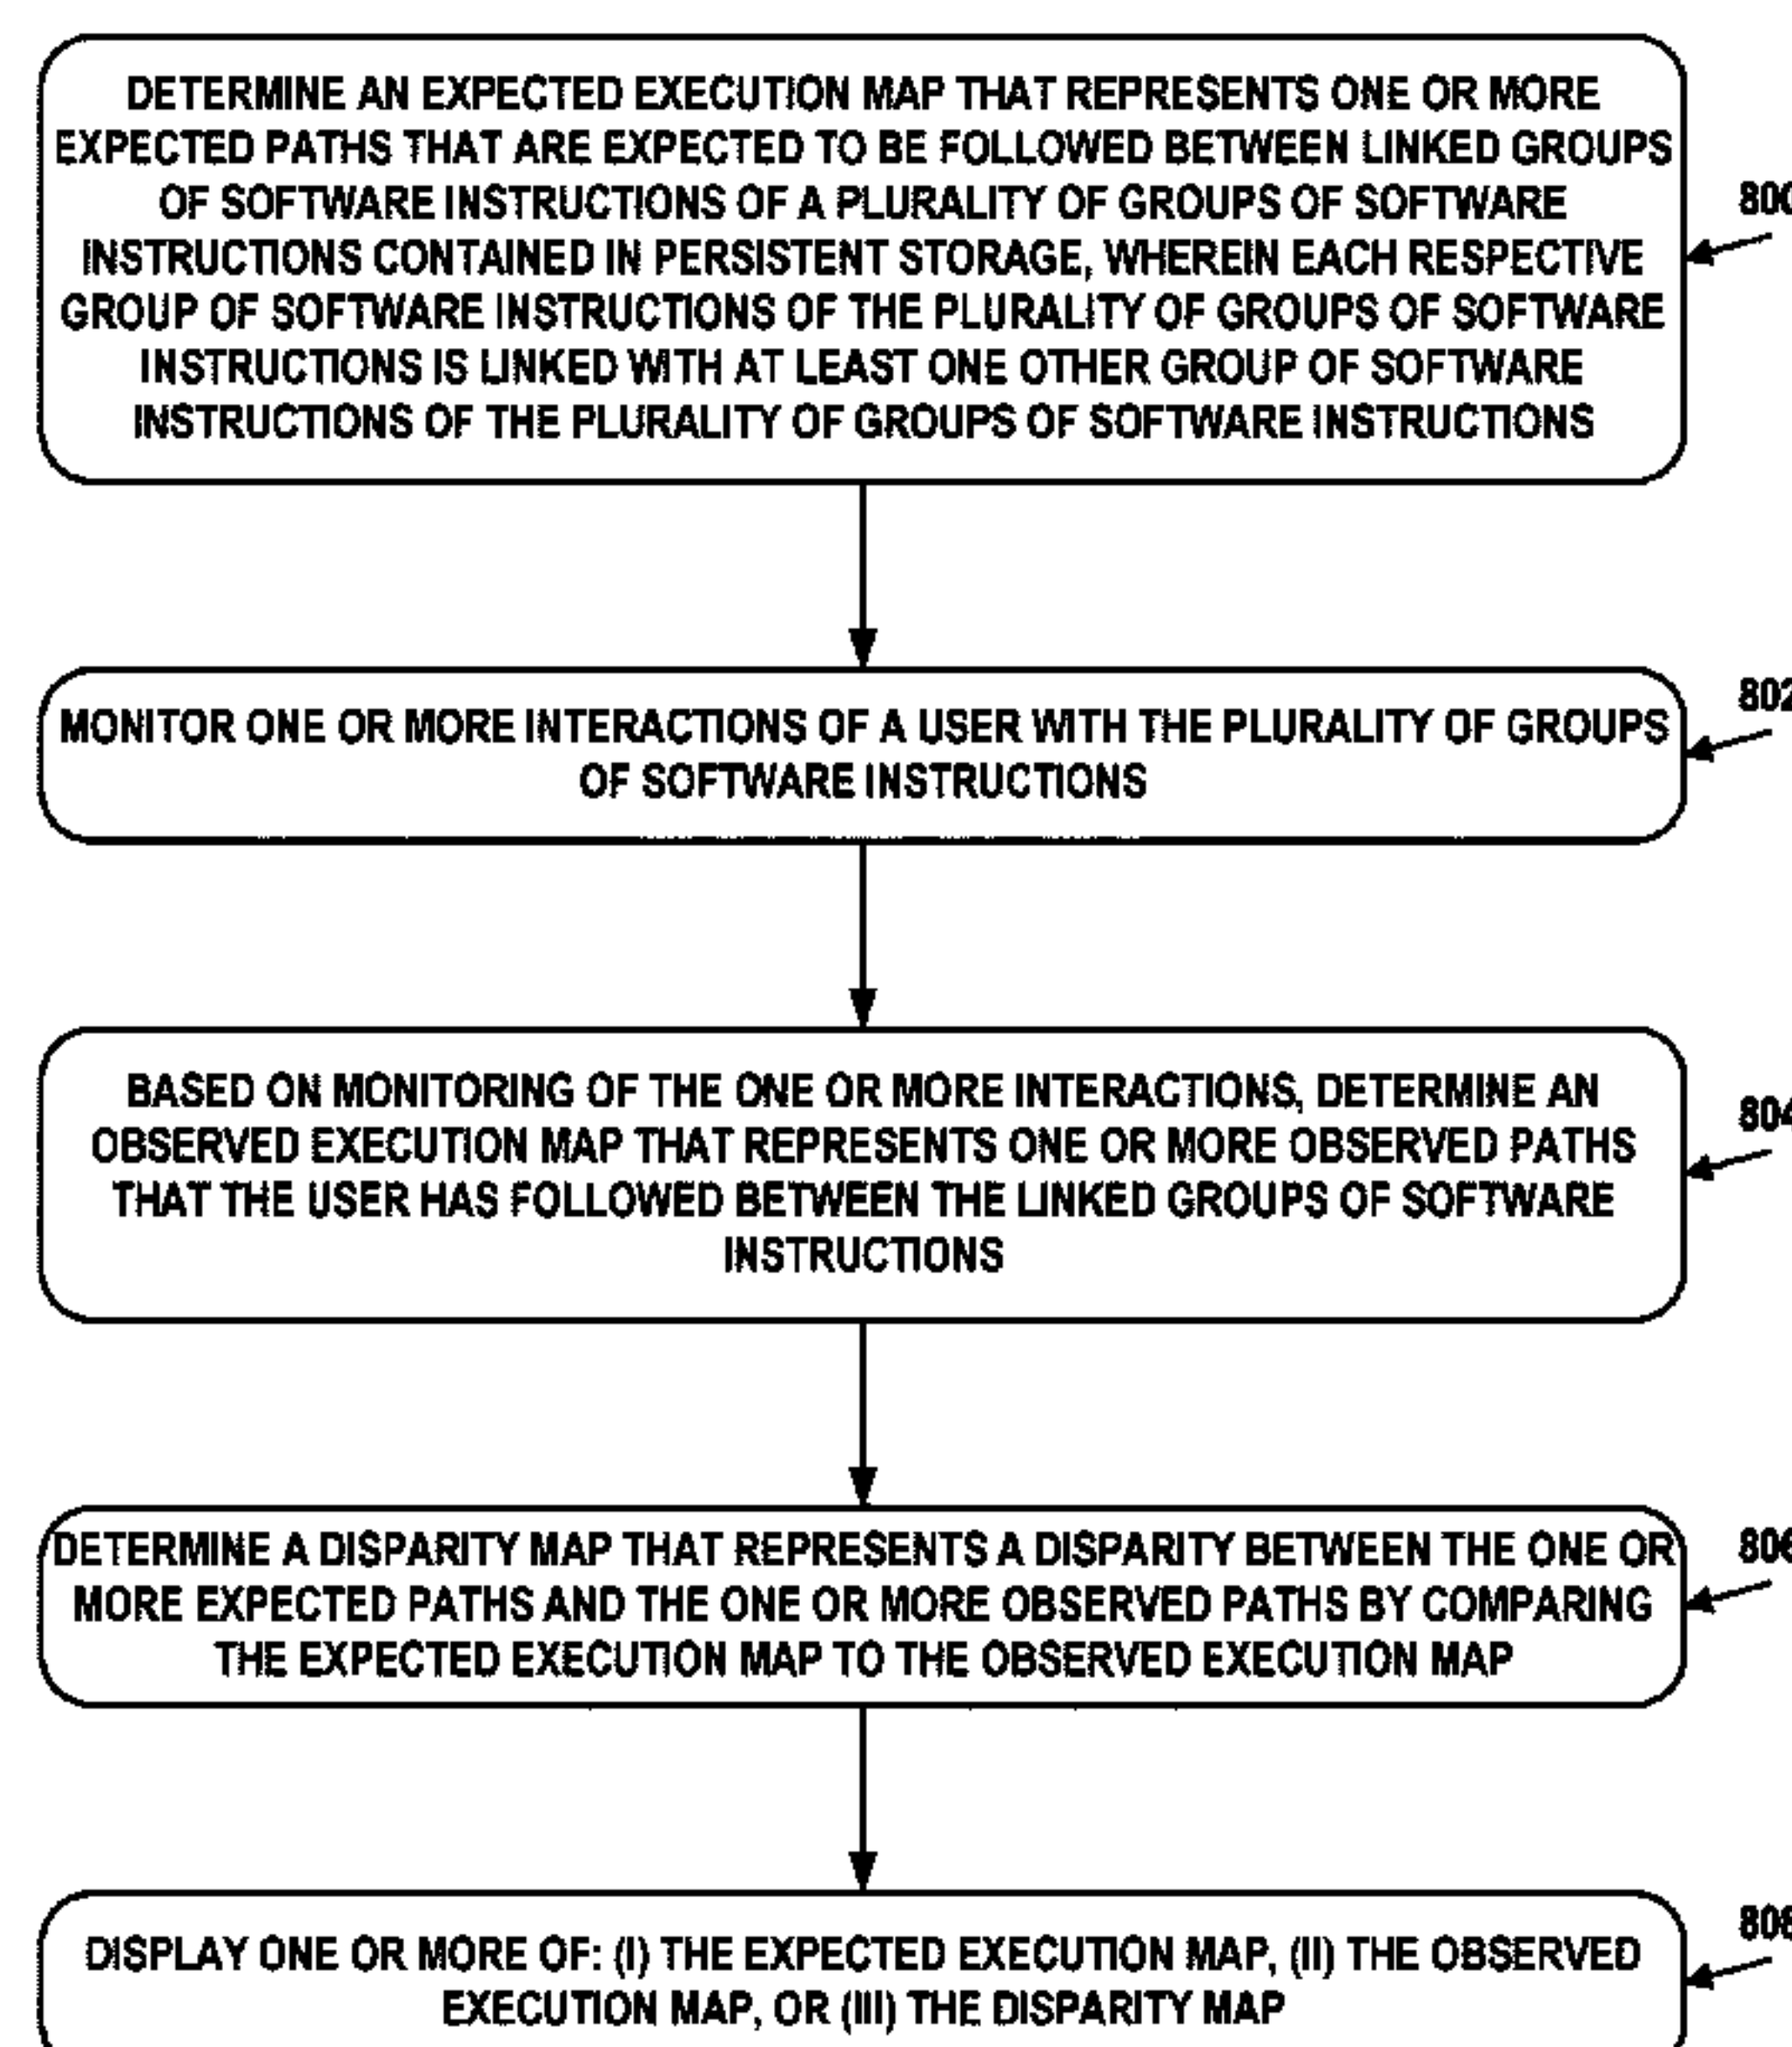 DETERMINE AN EXPECTED EXECUTION MAP THAT REPRESENTS ONE OR MORE
EXPECTED PATHS THAT ARE EXPECTED TO BE FOLLOWED BETWEEN LINKED GROUPS
OF SOFTWARE INSTRUCTIONS OF A PLURALITY OF GROUPS OF SOFTWARE
INSTRUCTIONS CONTAINED IN PERSISTENT STORAGE, WHEREIN EACH RESPECTIVE
GROUP OF SOFTWARE INSTRUCTIONS OF THE PLURALITY OF GROUPS OF SOFTWARE
INSTRUCTIONS IS LINKED WITH AT LEAST ONE OTHER GROUP OF SOFTWARE
INSTRUCTIONS OF THE PLURALITY OF GROUPS OF SOFTWARE INSTRUCTIONS
800
MONITOR ONE OR MORE INTERACTIONS OF A USER WITH THE PLURALITY OF GROUPS
OF SOFTWARE INSTRUCTIONS
802
BASED ON MONITORING OF THE ONE OR MORE INTERACTIONS, DETERMINE AN
OBSERVED EXECUTION MAP THAT REPRESENTS ONE OR MORE OBSERVED PATHS
THAT THE USER HAS FOLLOWED BETWEEN THE LINKED GROUPS OF SOFTWARE
INSTRUCTIONS
804
DETERMINE A DISPARITY MAP THAT REPRESENTS A DISPARITY BETWEEN THE ONE OR
MORE EXPECTED PATHS AND THE ONE OR MORE OBSERVED PATHS BY COMPARING
THE EXPECTED EXECUTION MAP TO THE OBSERVED EXECUTION MAP
806
DISPLAY ONE OR MORE OF: (I) THE EXPECTED EXECUTION MAP, (II) THE OBSERVED
EXECUTION MAP, OR (III) THE DISPARITY MAP
808